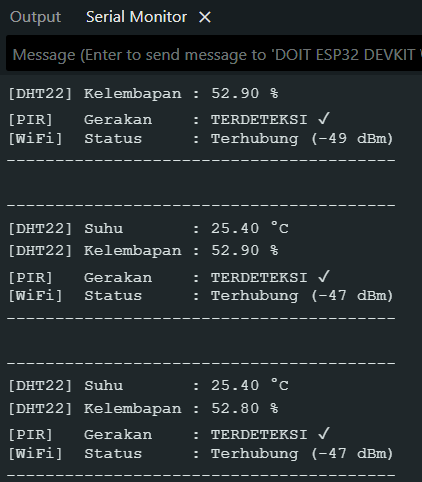 Output Serial Monitor ×
Message (Enter to send message to 'DOIT ESP32 DEVKIT
[DHT22] Kelembapan : 52.90 %
[PIR] Gerakan : TERDETEKSI ✓
[WiFi] Status : Terhubung (-49 dBm)
----------------------------------------
----------------------------------------
[DHT22] Suhu : 25.40 °C
[DHT22] Kelembapan : 52.90 %
[PIR] Gerakan : TERDETEKSI ✓
[WiFi] Status : Terhubung (-47 dBm)
----------------------------------------
----------------------------------------
[DHT22] Suhu : 25.40 °C
[DHT22] Kelembapan : 52.80 %
[PIR] Gerakan : TERDETEKSI ✓
[WiFi] Status : Terhubung (-47 dBm)
----------------------------------------